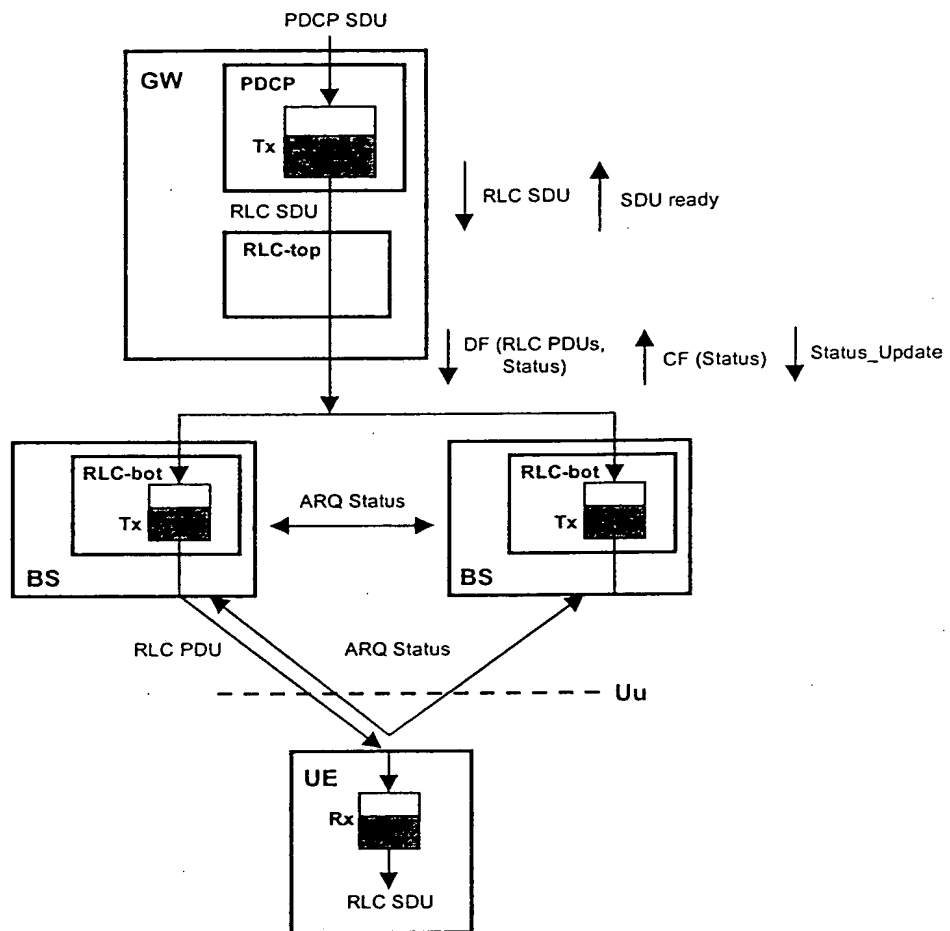 PDCP SDU
GW
PDCP
Tx
RLC SDU
RLC SDU
SDU ready
RLC-top
DF (RLC PDUs,
Status)
CF (Status)
Status_Update
RLC-bot
Tx
BS
ARQ Status
RLC-bot
Tx
BS
RLC PDU
ARQ Status
Uu
UE
Rx
RLC SDU